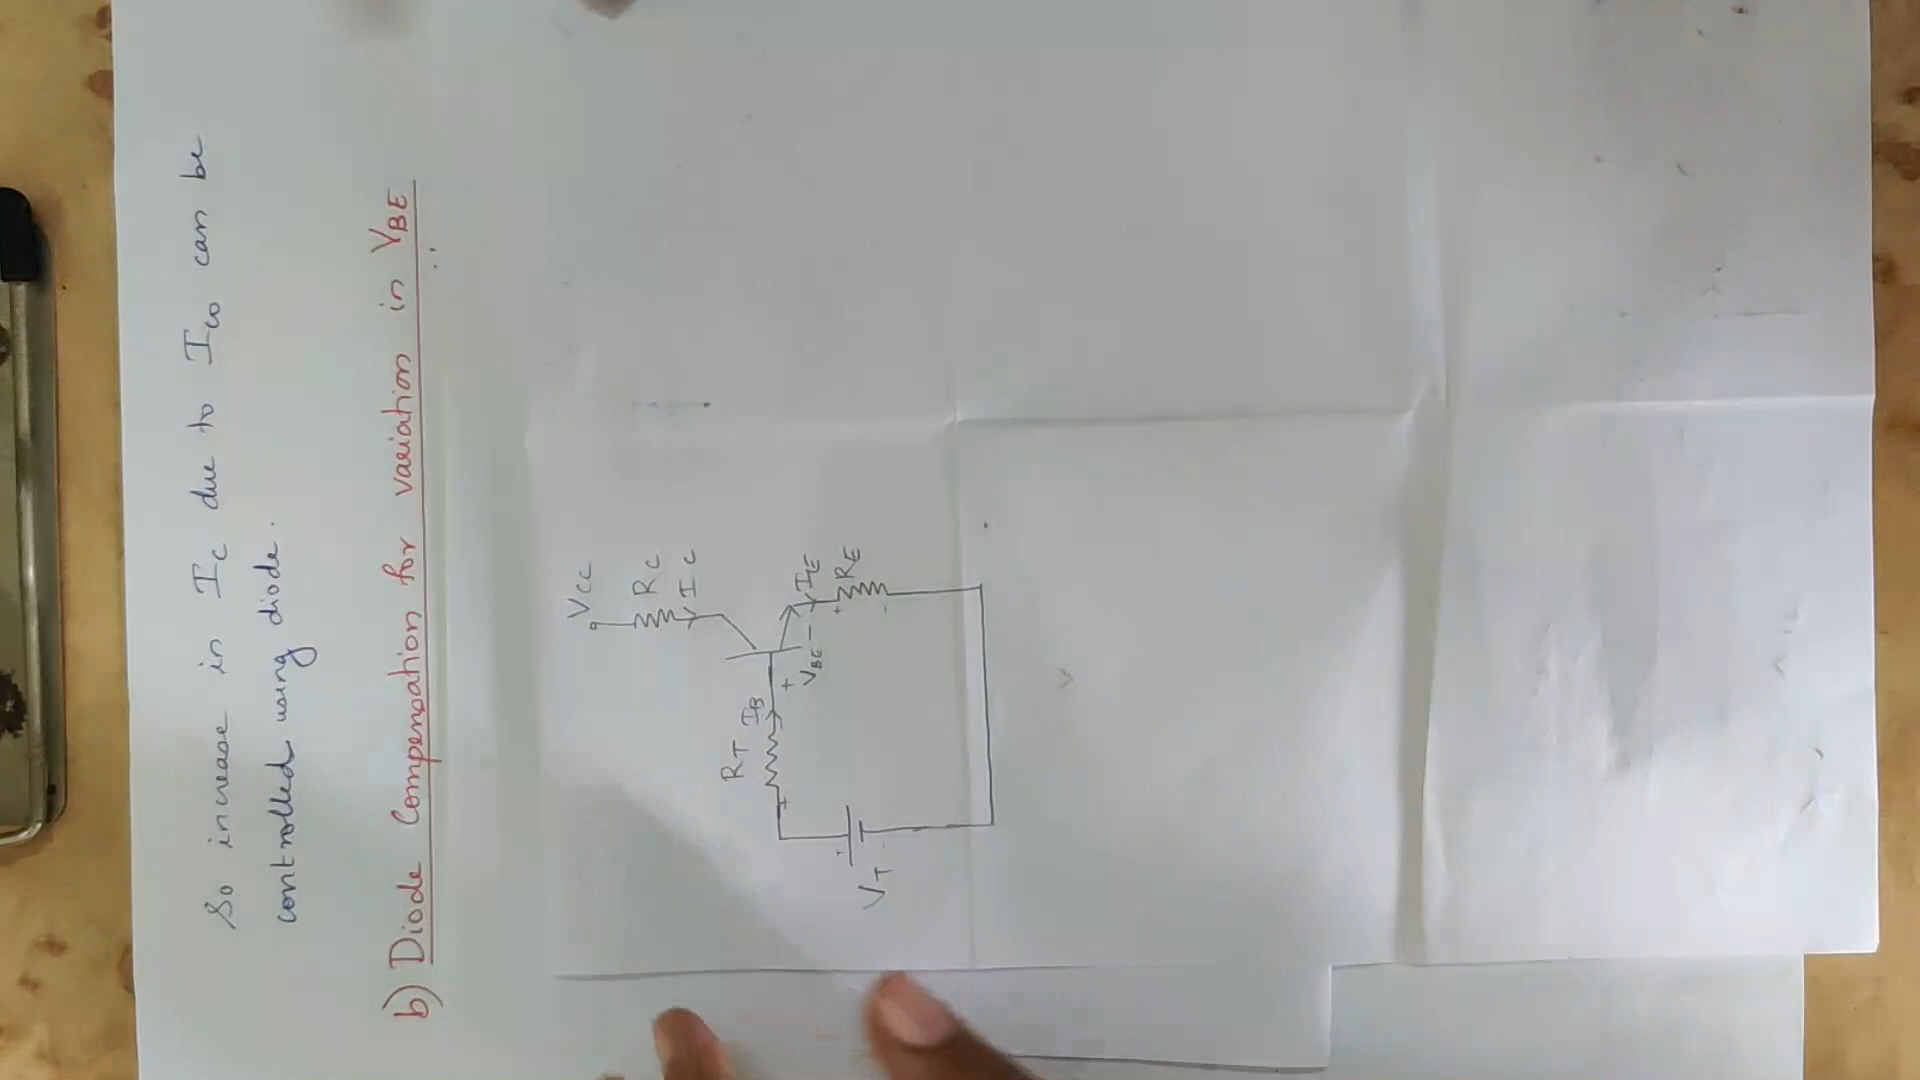 So increase in IC due to ICO can be
controlled using diode.
b) Diode Compensation for variation in VBE
VCC
RC
IC
RT
IB
+
+
VBE
-
IE
+
RE
-
VT